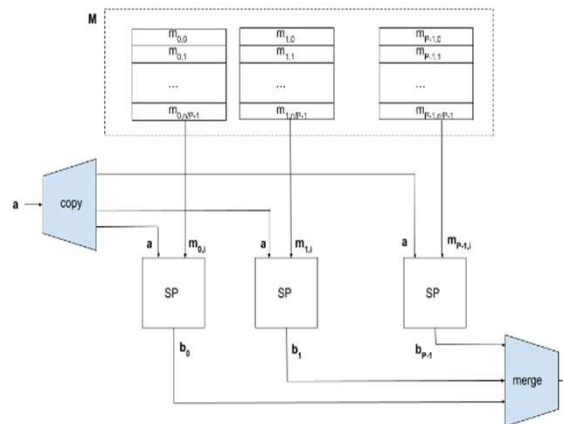 M
m0,0 m1,0 mP-1,0
m0,1 m1,1 mP-1,1
... ... ...
m0,n/P-1 m1,n/P-1 mP-1,n/P-1
a copy
a m0,i a m1,i a mP-1,i
SP SP SP
b0 b1 bP-1
merge